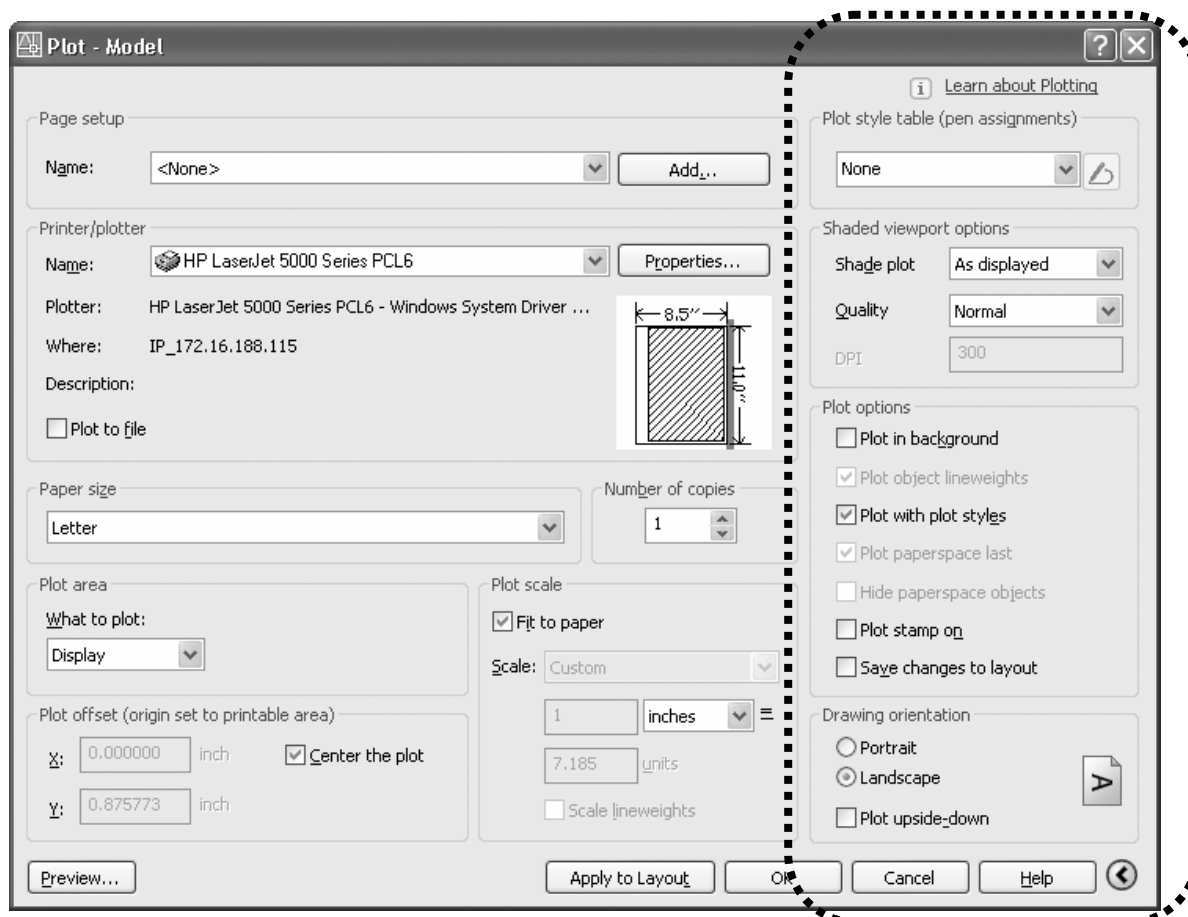 Plot - Model
Learn about Plotting
Page setup
Name:
<None>
Add...
Plot style table (pen assignments)
None
Printer/plotter
Name:
HP LaserJet 5000 Series PCL6
Properties...
Plotter:
HP LaserJet 5000 Series PCL6 - Windows System Driver ...
Where:
IP_172.16.188.115
Description:
Plot to file
8.5″
11.0″
Shaded viewport options
Shade plot
As displayed
Quality
Normal
DPI
300
Paper size
Letter
Number of copies
1
Plot options
Plot in background
Plot object lineweights
Plot with plot styles
Plot paperspace last
Hide paperspace objects
Plot stamp on
Save changes to layout
Plot area
What to plot:
Display
Plot scale
Fit to paper
Scale:
Custom
1
inches
=
7.185
units
Scale lineweights
Plot offset (origin set to printable area)
X:
0.000000
inch
Center the plot
Y:
0.875773
inch
Drawing orientation
Portrait
Landscape
A
Plot upside-down
Preview...
Apply to Layout
OK
Cancel
Help